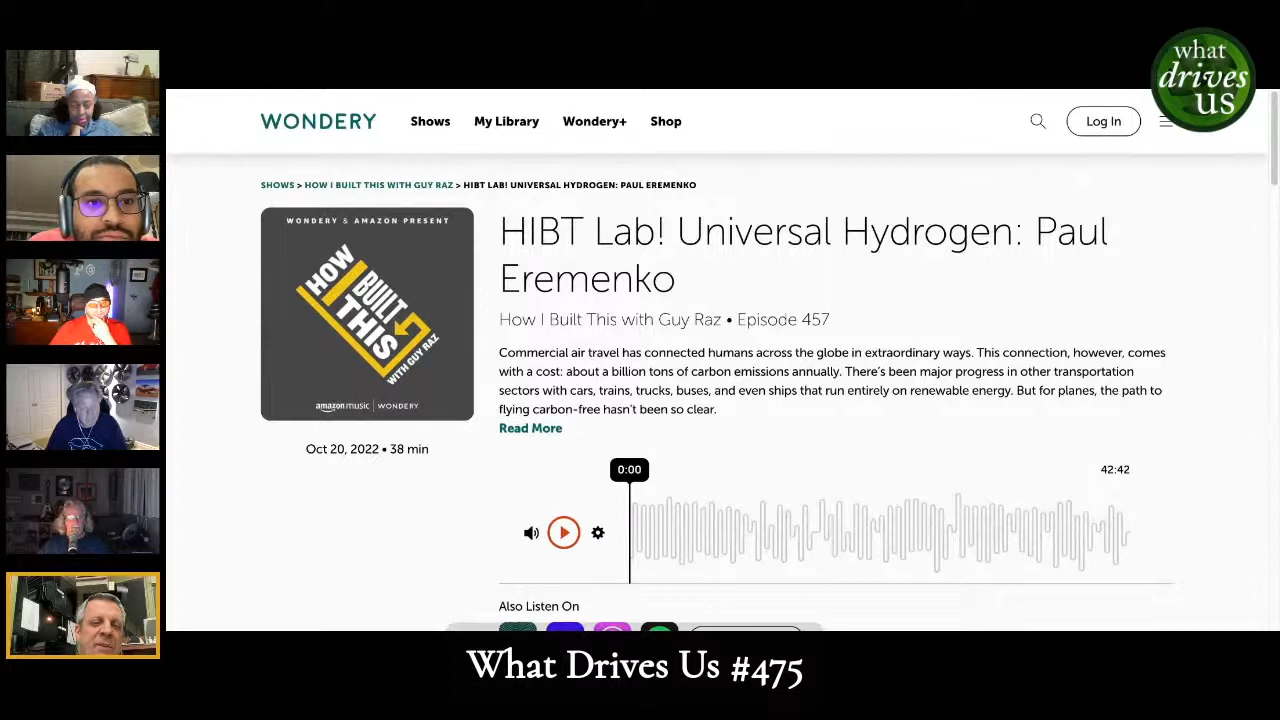 what
drives
us
WONDERY
Shows
My Library
Wondery+
Shop
Log In
SHOWS > HOW I BUILT THIS WITH GUY RAZ > HIBT LAB! UNIVERSAL HYDROGEN: PAUL EREMENKO
WONDERY & AMAZON PRESENT
HOW
I BUILT
THIS
WITH GUY RAZ
amazon music | WONDERY
Oct 20, 2022 • 38 min
HIBT Lab! Universal Hydrogen: Paul
Eremenko
How I Built This with Guy Raz • Episode 457
Commercial air travel has connected humans across the globe in extraordinary ways. This connection, however, comes
with a cost: about a billion tons of carbon emissions annually. There's been major progress in other transportation
sectors with cars, trains, trucks, buses, and even ships that run entirely on renewable energy. But for planes, the path to
flying carbon-free hasn't been so clear.
Read More
0:00
42:42
Also Listen On
What Drives Us #475